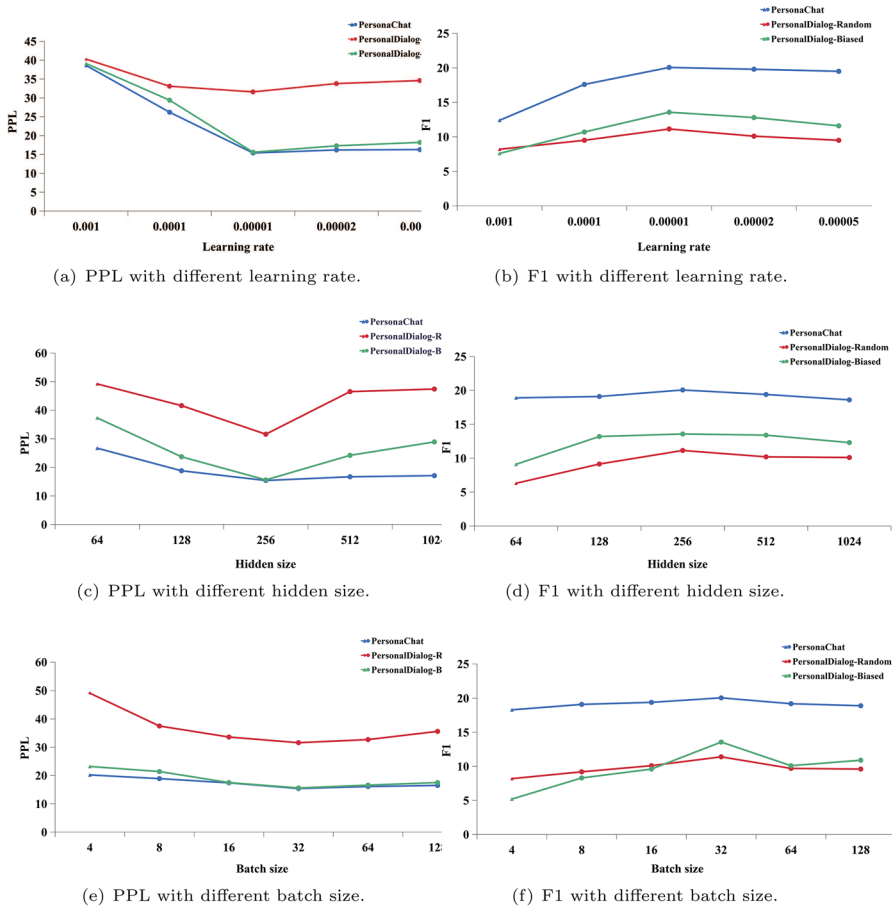 PersonaChat
PersonalDialog-
PersonalDialog-
45
40
35
30
25
20
15
10
5
0
PPL
0.001 0.0001 0.00001 0.00002 0.00
Learning rate
(a) PPL with different learning rate.
PersonaChat
PersonalDialog-Random
PersonalDialog-Biased
25
20
15
10
5
0
F1
0.001 0.0001 0.00001 0.00002 0.00005
Learning rate
(b) F1 with different learning rate.
PersonaChat
PersonalDialog-R
PersonalDialog-B
60
50
40
30
20
10
0
PPL
64 128 256 512 1024
Hidden size
(c) PPL with different hidden size.
PersonaChat
PersonalDialog-Random
PersonalDialog-Biased
25
20
15
10
5
0
F1
64 128 256 512 1024
Hidden size
(d) F1 with different hidden size.
PersonaChat
PersonalDialog-R
PersonalDialog-B
60
50
40
30
20
10
0
PPL
4 8 16 32 64 128
Batch size
(e) PPL with different batch size.
PersonaChat
PersonalDialog-Random
PersonalDialog-Biased
25
20
15
10
5
0
F1
4 8 16 32 64 128
Batch size
(f) F1 with different batch size.